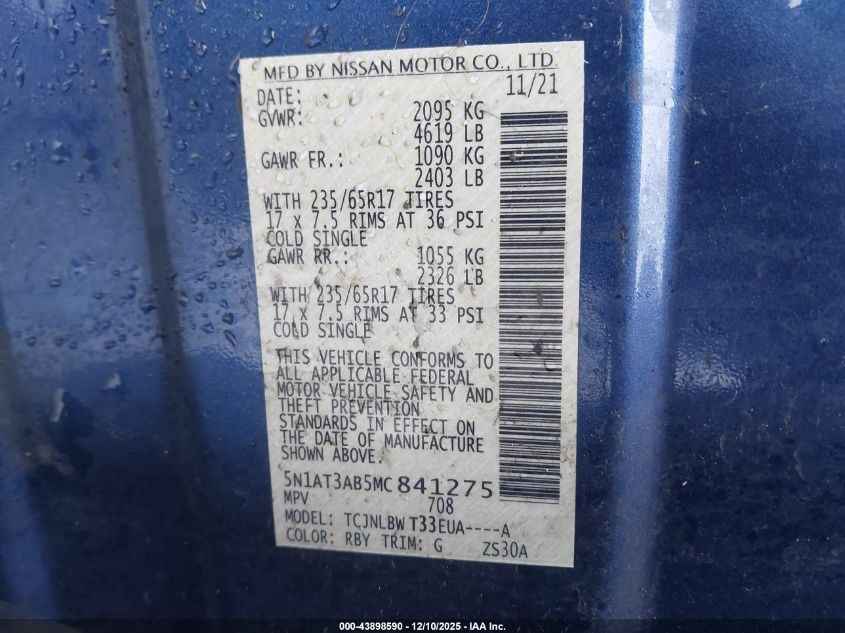 MFD BY NISSAN MOTOR CO., LTD
DATE: 11/21
GVWR: 2095 KG
4619 LB
GAWR FR.: 1090 KG
2403 LB
WITH 235/65R17 TIRES
17 x 7.5 RIMS AT 36 PSI
COLD SINGLE
GAWR RR.: 1055 KG
2326 LB
WITH 235/65R17 TIRES
17 x 7.5 RIMS AT 33 PSI
COLD SINGLE
THIS VEHICLE CONFORMS TO
ALL APPLICABLE FEDERAL
MOTOR VEHICLE SAFETY AND
THEFT PREVENTION
STANDARDS IN EFFECT ON
THE DATE OF MANUFACTURE
SHOWN ABOVE.
5N1AT3AB5MC841275
MPV 708
MODEL: TCJNLBW T33EUA----A
COLOR: RBY TRIM: G ZS30A
000-43898590 - 12/10/2025 - IAA Inc.